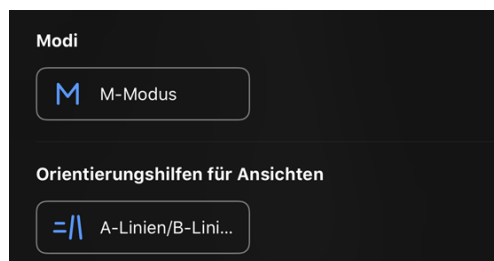 Modi
M-Modus
Orientierungshilfen für Ansichten
A-Linien/B-Lini...